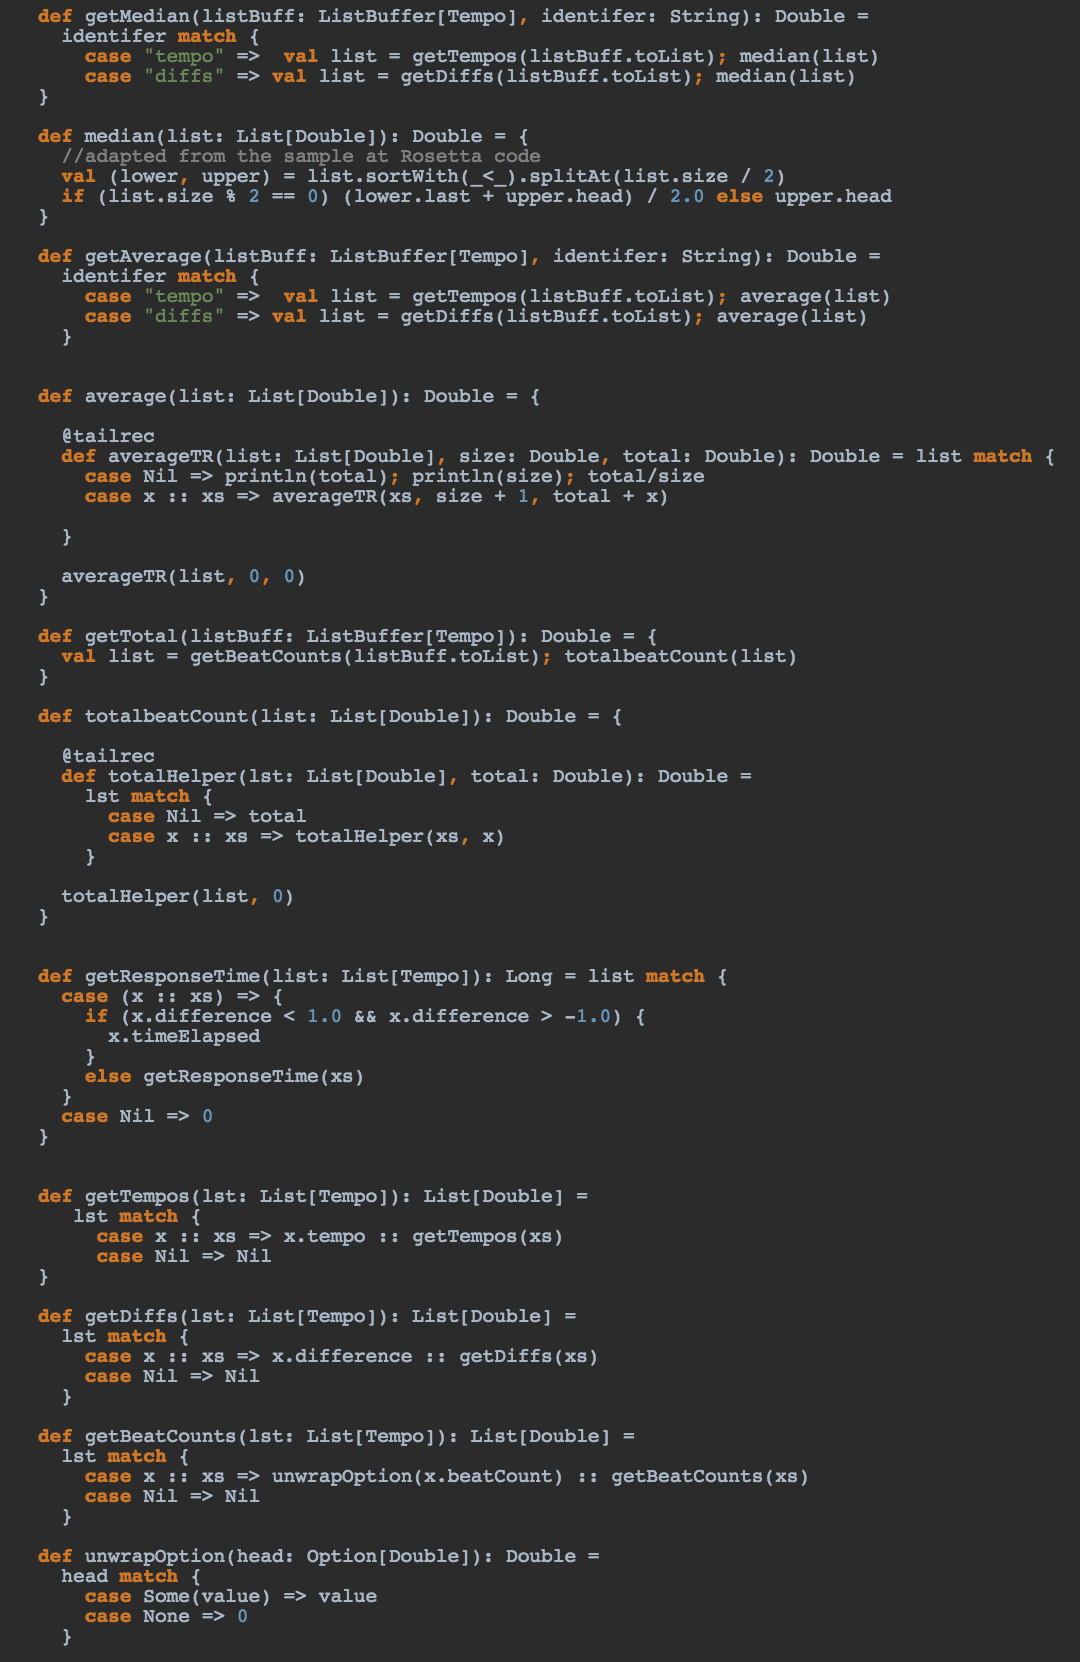 def getMedian(listBuff: ListBuffer[Tempo], identifer: String): Double =
  identifer match {
    case "tempo" =>  val list = getTempos(listBuff.toList); median(list)
    case "diffs" => val list = getDiffs(listBuff.toList); median(list)
}

def median(list: List[Double]): Double = {
  //adapted from the sample at Rosetta code
  val (lower, upper) = list.sortWith(_<_).splitAt(list.size / 2)
  if (list.size % 2 == 0) (lower.last + upper.head) / 2.0 else upper.head
}

def getAverage(listBuff: ListBuffer[Tempo], identifer: String): Double =
  identifer match {
    case "tempo" =>  val list = getTempos(listBuff.toList); average(list)
    case "diffs" => val list = getDiffs(listBuff.toList); average(list)
  }


def average(list: List[Double]): Double = {

  @tailrec
  def averageTR(list: List[Double], size: Double, total: Double): Double = list match {
    case Nil => println(total); println(size); total/size
    case x :: xs => averageTR(xs, size + 1, total + x)

  }

  averageTR(list, 0, 0)
}

def getTotal(listBuff: ListBuffer[Tempo]): Double = {
  val list = getBeatCounts(listBuff.toList); totalbeatCount(list)
}

def totalbeatCount(list: List[Double]): Double = {

  @tailrec
  def totalHelper(lst: List[Double], total: Double): Double =
    lst match {
      case Nil => total
      case x :: xs => totalHelper(xs, x)
    }

  totalHelper(list, 0)
}


def getResponseTime(list: List[Tempo]): Long = list match {
  case (x :: xs) => {
    if (x.difference < 1.0 && x.difference > -1.0) {
      x.timeElapsed
    }
    else getResponseTime(xs)
  }
  case Nil => 0
}


def getTempos(lst: List[Tempo]): List[Double] =
   lst match {
     case x :: xs => x.tempo :: getTempos(xs)
     case Nil => Nil
}

def getDiffs(lst: List[Tempo]): List[Double] =
  lst match {
    case x :: xs => x.difference :: getDiffs(xs)
    case Nil => Nil
  }

def getBeatCounts(lst: List[Tempo]): List[Double] =
  lst match {
    case x :: xs => unwrapOption(x.beatCount) :: getBeatCounts(xs)
    case Nil => Nil
  }

def unwrapOption(head: Option[Double]): Double =
  head match {
    case Some(value) => value
    case None => 0
  }